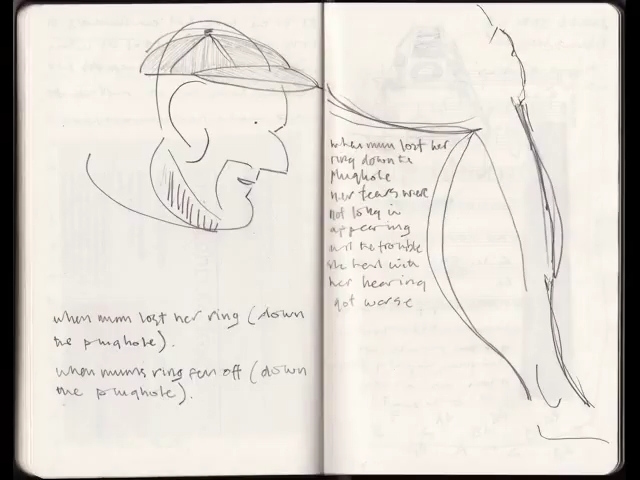 when mum lost her ring (down
the plughole).
when mums ring fell off (down
the plughole).
when mum lost her
ring down the
plughole
her tears were
not long in
appearing
and the trouble
she had with
her hearing
got worse